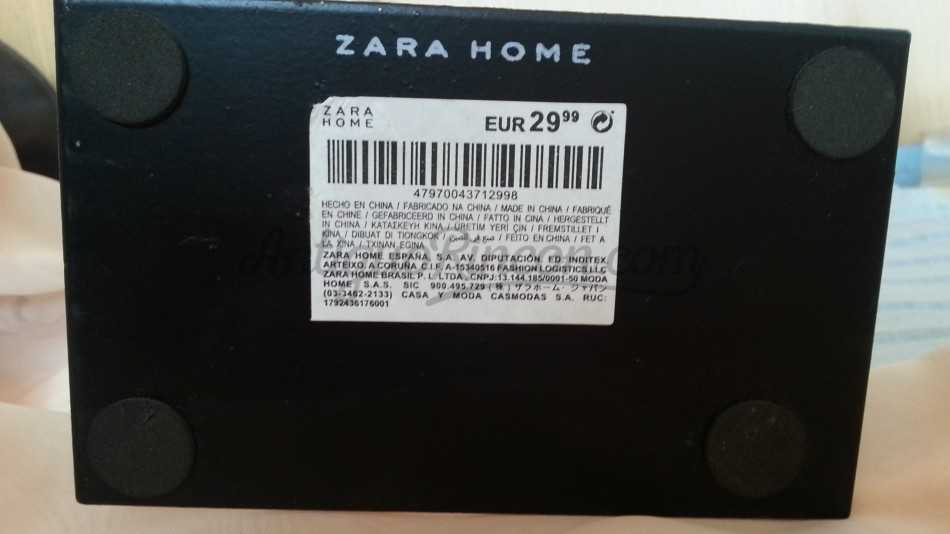 ZARA HOME
ZARA
HOME
EUR 29⁹⁹
47970043712998
HECHO EN CHINA / FABRICADO NA CHINA / MADE IN CHINA / FABRIQUÉ
EN CHINE / GEFABRICEERD IN CHINA / FATTO IN CINA / HERGESTELLT
IN CHINA / ΚΑΤΑΣΚΕΥΗ ΚΙΝΑ / ÜRETIM YERI ÇIN / FREMSTILLET I
KINA / DIBUAT DI TIONGKOK / صنع في الصين / FEITO EN CHINA / FET A
LA XINA / TXINAN EGINA
ZARA HOME ESPAÑA, S.A. AV. DIPUTACIÓN, ED. INDITEX
ARTEIXO, A CORUÑA C.I.F. A-15340516 FASHION LOGISTICS LLC
ZARA HOME BRASIL P. L. LTDA., CNPJ:13.144.185/0001-50 MODA
HOME S.A.S. SIC 900.495.729 (株) ザラホーム・ジャパン
(03-3462-2133) CASA Y MODA CASMODAS S.A. RUC:
1792436176001